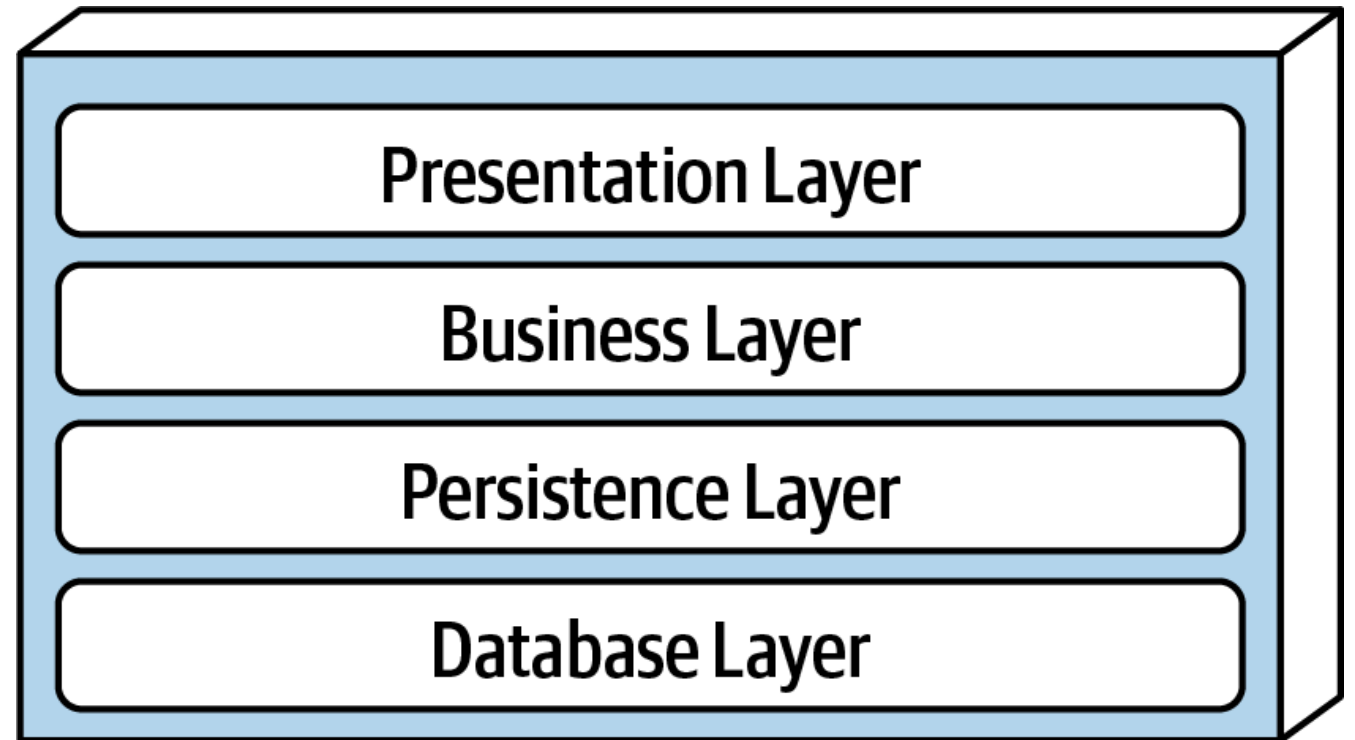 Presentation Layer
Business Layer
Persistence Layer
Database Layer